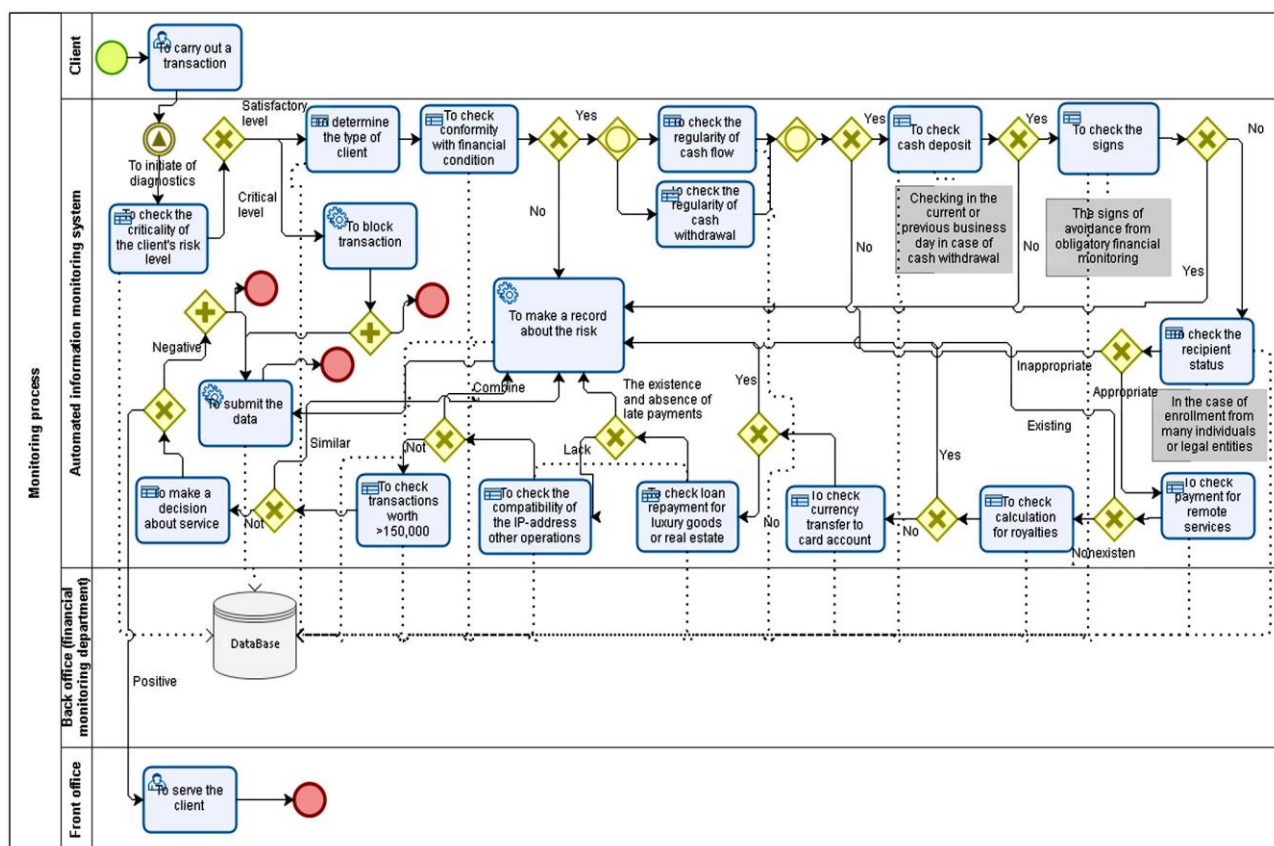 Monitoring process
Client
To carry out a
transaction
Automated information monitoring system
To initiate of
diagnostics
To check the
criticality of
the client's risk
level
Satisfactory
level
Critical
level
To determine
the type of
client
To check
conformity
with financial
condition
To block
transaction
Yes
No
To check the
regularity of
cash flow
To check the
regularity of
cash
withdrawal
Yes
No
To check
cash deposit
Checking in the
current or
previous business
day in case of
cash withdrawal
Yes
No
To check the
signs
The signs of
avoidance from
obligatory financial
monitoring
No
Yes
To make a record
about the risk
To check the
recipient
status
In the case of
enrollment from
many individuals
or legal entities
Inappropriate
Appropriate
Negative
To submit the
data
Combine
The existence
and absence of
late payments
Yes
Existing
Yes
Similar
Not
Lack
To make a
decision
about service
Not
To check
transactions
worth
>150,000
To check the
compatibility
of the IP-address
other operations
To check loan
repayment for
luxury goods
or real estate
No
To check
currency
transfer to
card account
No
To check
calculation
for royalties
Nonexisten
To check
payment for
remote
services
Back office (financial
monitoring department)
DataBase
Positive
Front office
To serve the
client